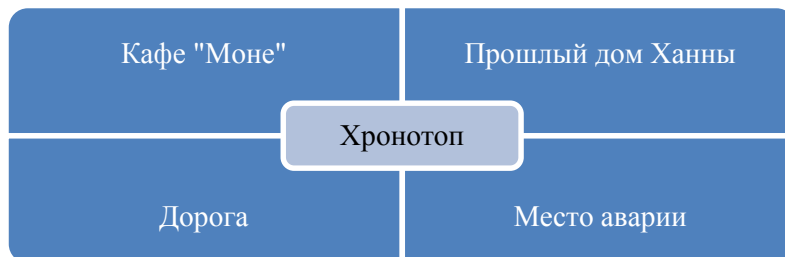 Кафе "Моне"
Прошлый дом Ханны
Хронотоп
Дорога
Место аварии